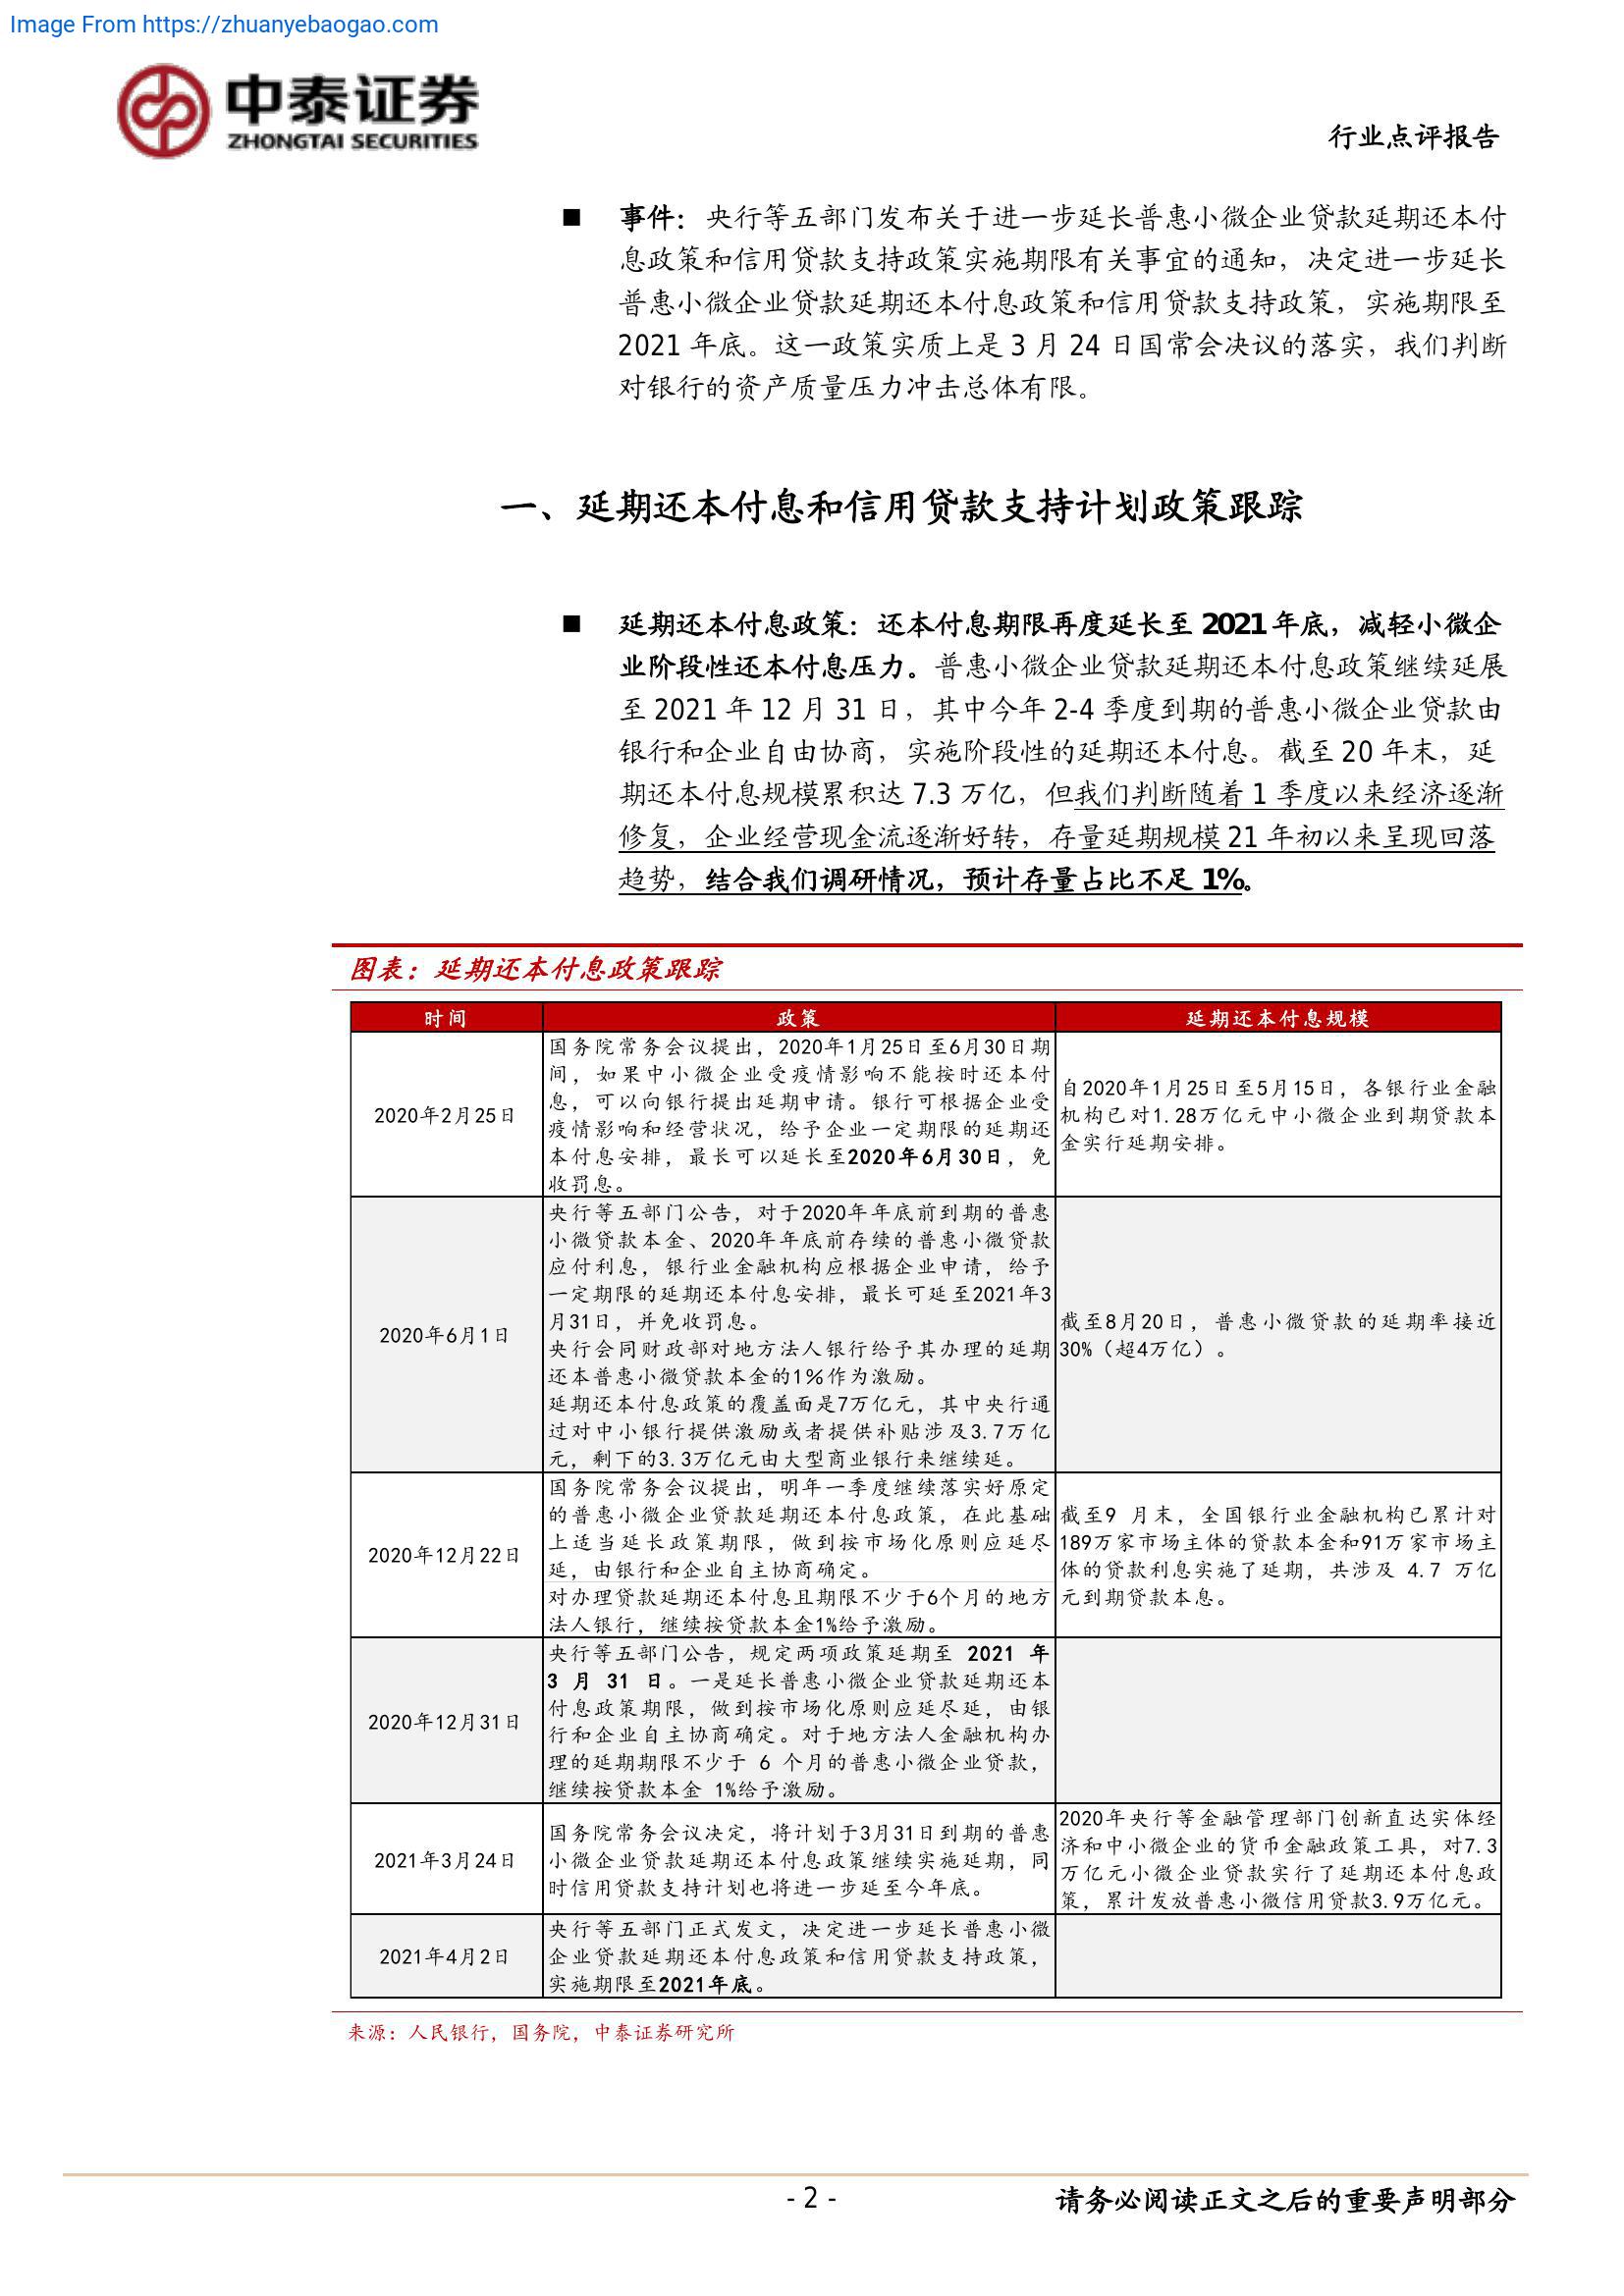 Image From https://zhuanyebaogao.com
中泰证券
ZHONGTAI SECURITIES
行业点评报告
■ 事件：央行等五部门发布关于进一步延长普惠小微企业贷款延期还本付
息政策和信用贷款支持政策实施期限有关事宜的通知，决定进一步延长
普惠小微企业贷款延期还本付息政策和信用贷款支持政策，实施期限至
2021 年底。这一政策实质上是 3 月 24 日国常会决议的落实，我们判断
对银行的资产质量压力冲击总体有限。
一、延期还本付息和信用贷款支持计划政策跟踪
■ 延期还本付息政策：还本付息期限再度延长至 2021 年底，减轻小微企
业阶段性还本付息压力。普惠小微企业贷款延期还本付息政策继续延展
至 2021 年 12 月 31 日，其中今年 2-4 季度到期的普惠小微企业贷款由
银行和企业自由协商，实施阶段性的延期还本付息。截至 20 年末，延
期还本付息规模累积达 7.3 万亿，但我们判断随着 1 季度以来经济逐渐
修复，企业经营现金流逐渐好转，存量延期规模 21 年初以来呈现回落
趋势，结合我们调研情况，预计存量占比不足 1%。
图表：延期还本付息政策跟踪
时间 政策 延期还本付息规模
2020年2月25日
国务院常务会议提出，2020年1月25日至6月30日期
间，如果中小微企业受疫情影响不能按时还本付
息，可以向银行提出延期申请。银行可根据企业受
疫情影响和经营状况，给予企业一定期限的延期还
本付息安排，最长可以延长至2020年6月30日，免
收罚息。
自2020年1月25日至5月15日，各银行业金融
机构已对1.28万亿元中小微企业到期贷款本
金实行延期安排。
2020年6月1日
央行等五部门公告，对于2020年年底前到期的普惠
小微贷款本金、2020年年底前存续的普惠小微贷款
应付利息，银行业金融机构应根据企业申请，给予
一定期限的延期还本付息安排，最长可延至2021年3
月31日，并免收罚息。
央行会同财政部对地方法人银行给予其办理的延期
还本普惠小微贷款本金的1％作为激励。
延期还本付息政策的覆盖面是7万亿元，其中央行通
过对中小银行提供激励或者提供补贴涉及3.7万亿
元，剩下的3.3万亿元由大型商业银行来继续延。
截至8月20日，普惠小微贷款的延期率接近
30%（超4万亿）。
2020年12月22日
国务院常务会议提出，明年一季度继续落实好原定
的普惠小微企业贷款延期还本付息政策，在此基础
上适当延长政策期限，做到按市场化原则应延尽
延，由银行和企业自主协商确定。
对办理贷款延期还本付息且期限不少于6个月的地方
法人银行，继续按贷款本金1%给予激励。
截至9 月末，全国银行业金融机构已累计对
189万家市场主体的贷款本金和91万家市场主
体的贷款利息实施了延期，共涉及 4.7 万亿
元到期贷款本息。
2020年12月31日
央行等五部门公告，规定两项政策延期至 2021 年
3 月 31 日。一是延长普惠小微企业贷款延期还本
付息政策期限，做到按市场化原则应延尽延，由银
行和企业自主协商确定。对于地方法人金融机构办
理的延期期限不少于 6 个月的普惠小微企业贷款，
继续按贷款本金 1%给予激励。
2021年3月24日
国务院常务会议决定，将计划于3月31日到期的普惠
小微企业贷款延期还本付息政策继续实施延期，同
时信用贷款支持计划也将进一步延至今年底。
2020年央行等金融管理部门创新直达实体经
济和中小微企业的货币金融政策工具，对7.3
万亿元小微企业贷款实行了延期还本付息政
策，累计发放普惠小微信用贷款3.9万亿元。
2021年4月2日
央行等五部门正式发文，决定进一步延长普惠小微
企业贷款延期还本付息政策和信用贷款支持政策，
实施期限至2021年底。
来源：人民银行，国务院，中泰证券研究所
- 2 -
请务必阅读正文之后的重要声明部分